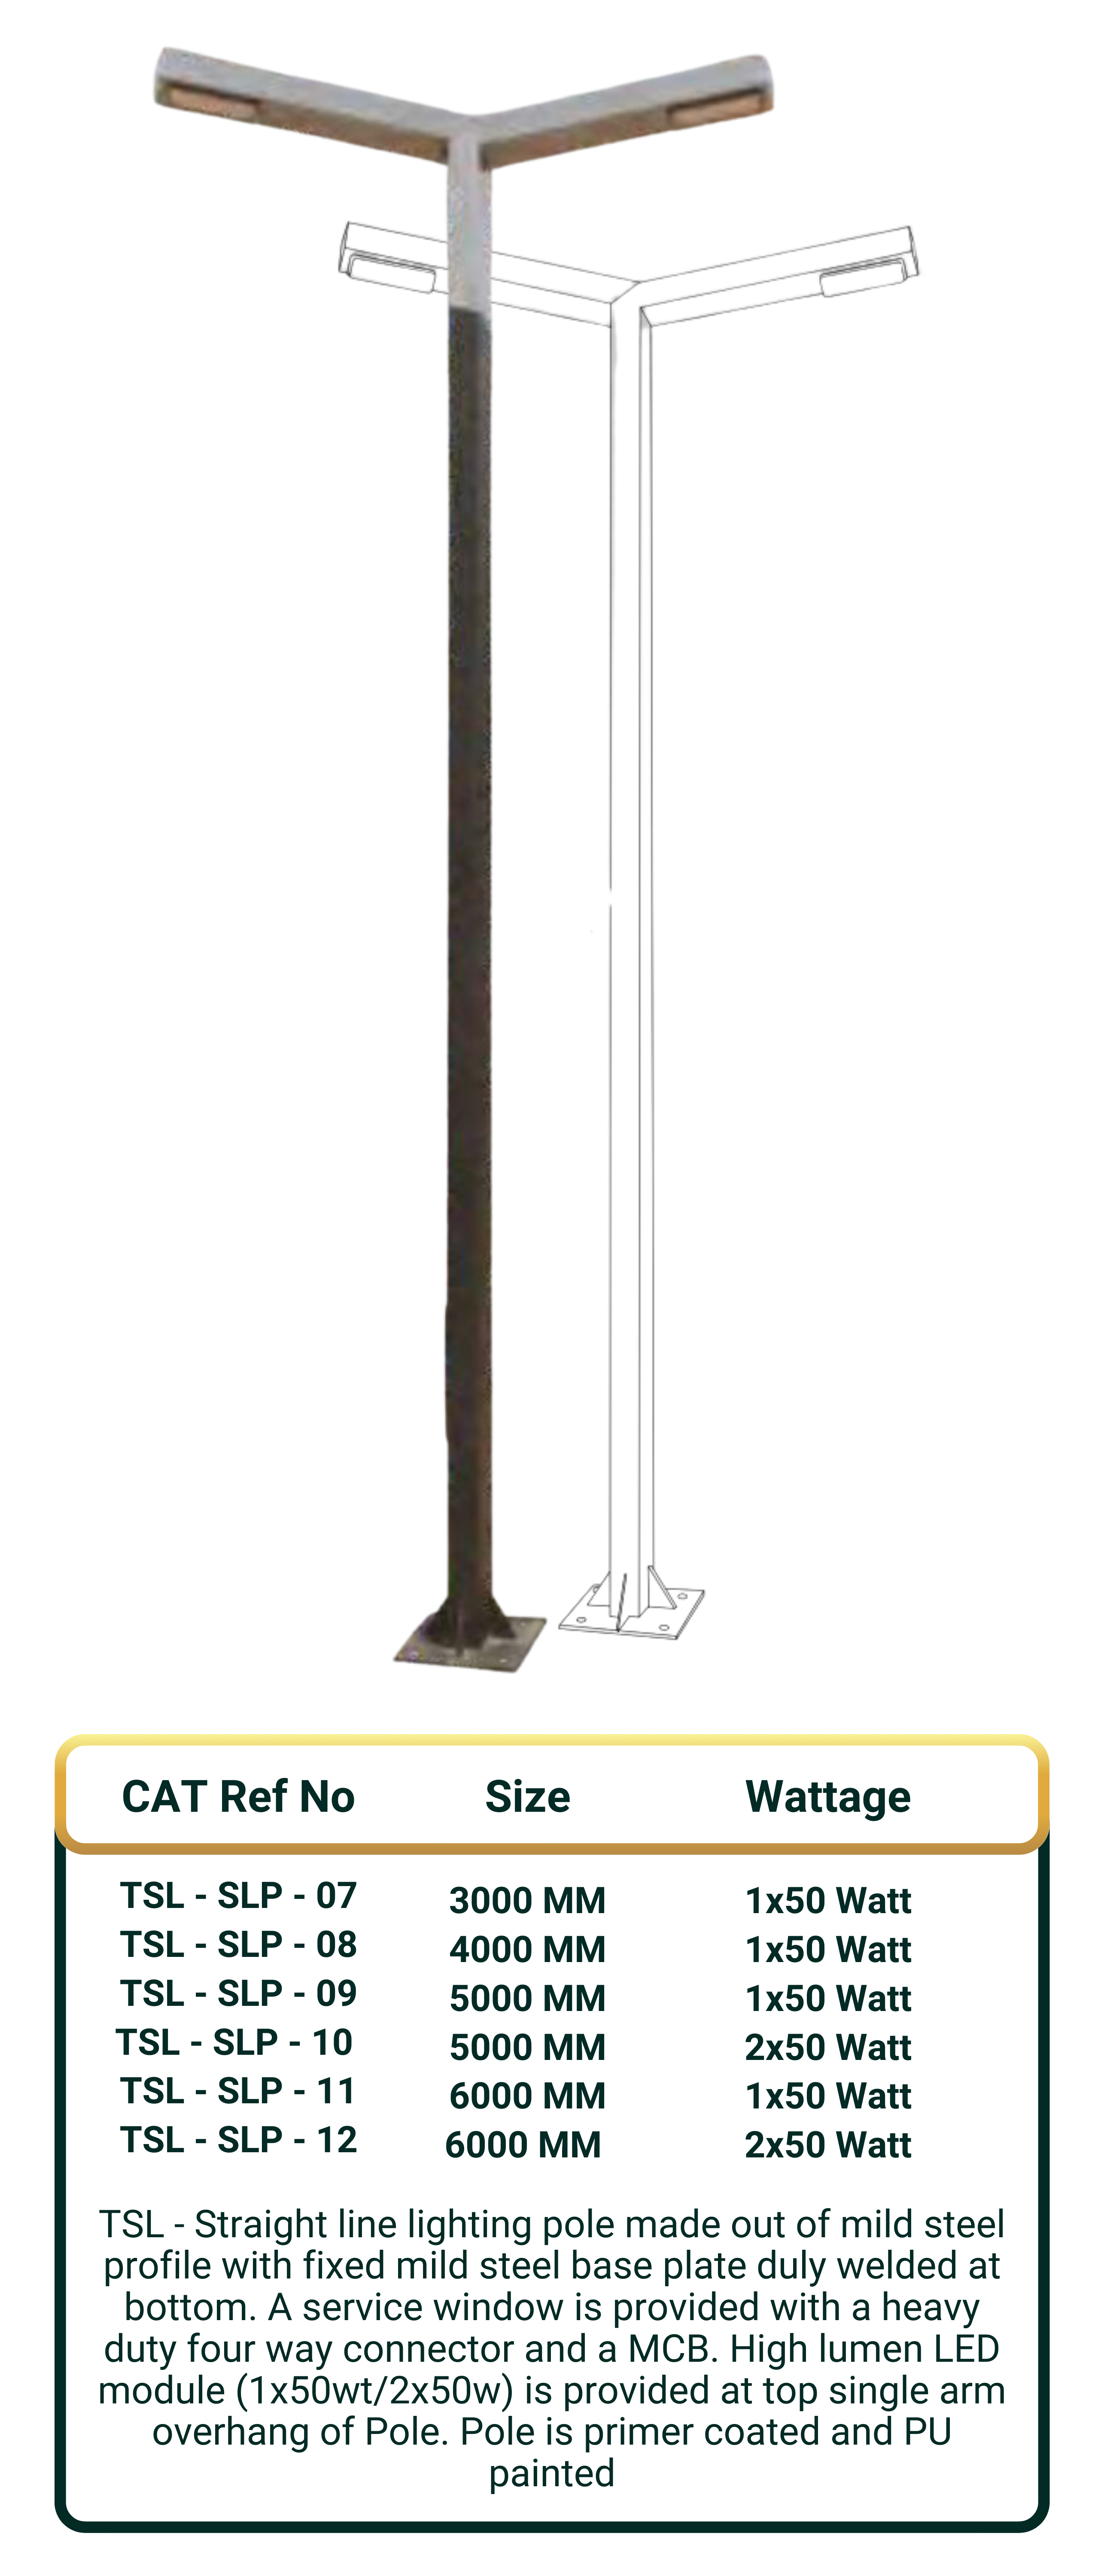 CAT Ref No Size Wattage
TSL - SLP - 07 3000 MM 1x50 Watt
TSL - SLP - 08 4000 MM 1x50 Watt
TSL - SLP - 09 5000 MM 1x50 Watt
TSL - SLP - 10 5000 MM 2x50 Watt
TSL - SLP - 11 6000 MM 1x50 Watt
TSL - SLP - 12 6000 MM 2x50 Watt
TSL - Straight line lighting pole made out of mild steel
profile with fixed mild steel base plate duly welded at
bottom. A service window is provided with a heavy
duty four way connector and a MCB. High lumen LED
module (1x50wt/2x50w) is provided at top single arm
overhang of Pole. Pole is primer coated and PU
painted